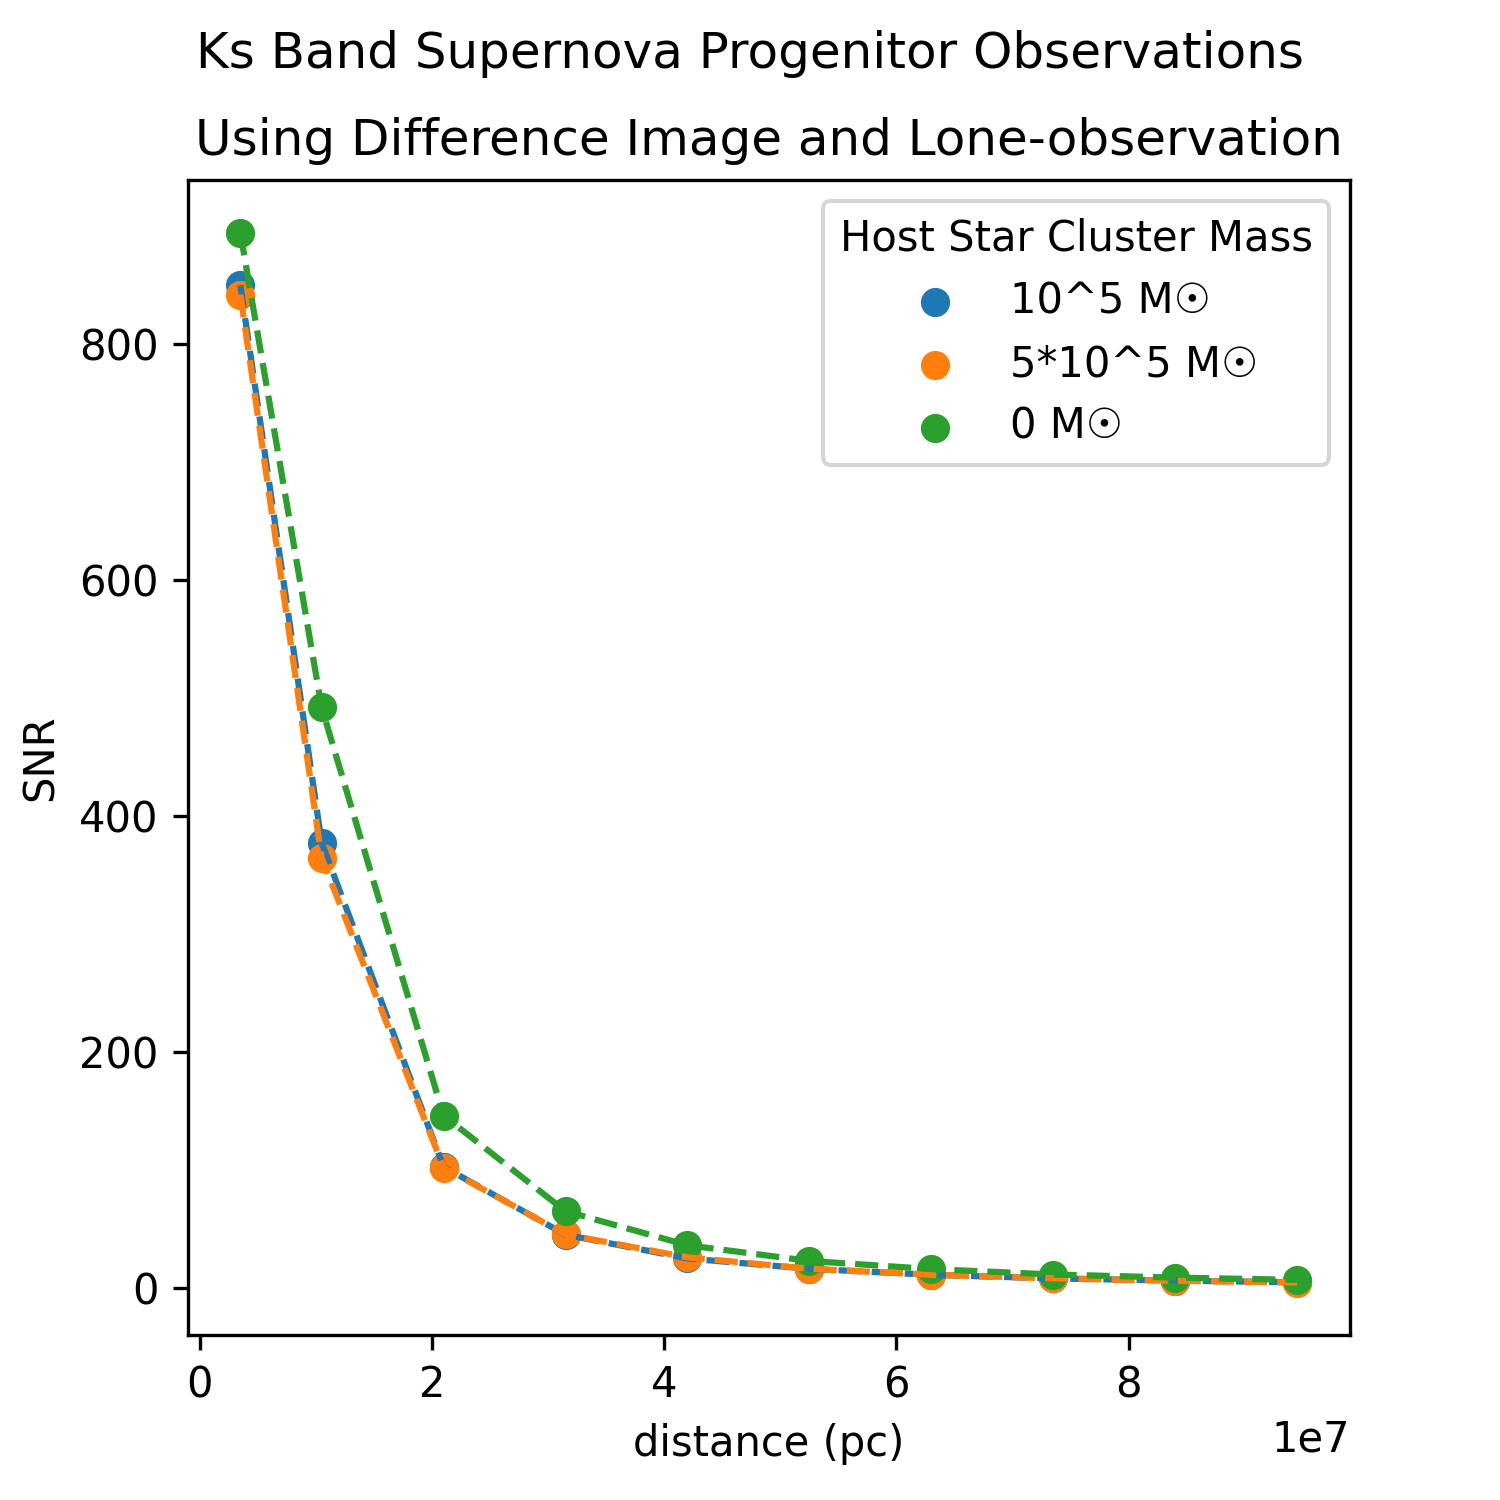 Ks Band Supernova Progenitor Observations
Using Difference Image and Lone-observation
Host Star Cluster Mass
10^5 M☉
5*10^5 M☉
0 M☉
SNR
800
600
400
200
0
0 2 4 6 8
1e7
distance (pc)